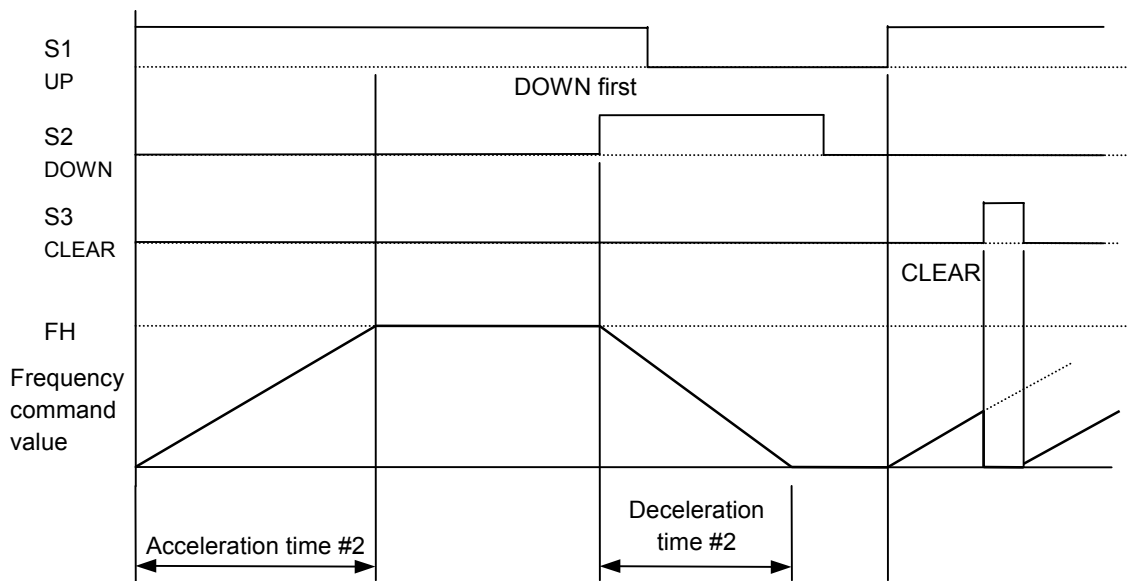 S1
UP
DOWN first
S2
DOWN
S3
CLEAR
CLEAR
FH
Frequency
command
value
Acceleration time #2
Deceleration
time #2